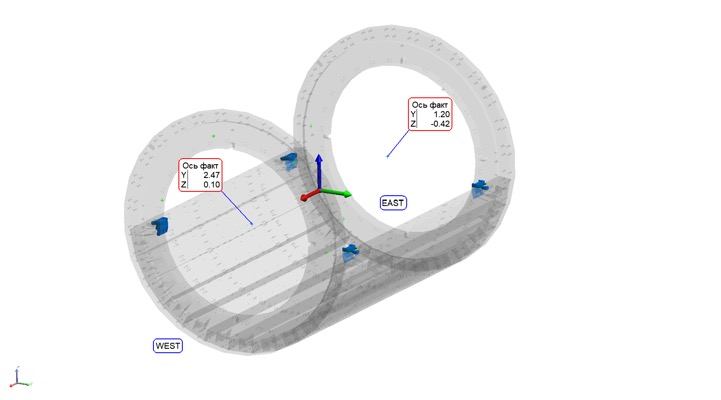 Ось факт
Y 1.20
Z -0.42
Ось факт
Y 2.47
Z 0.10
EAST
WEST